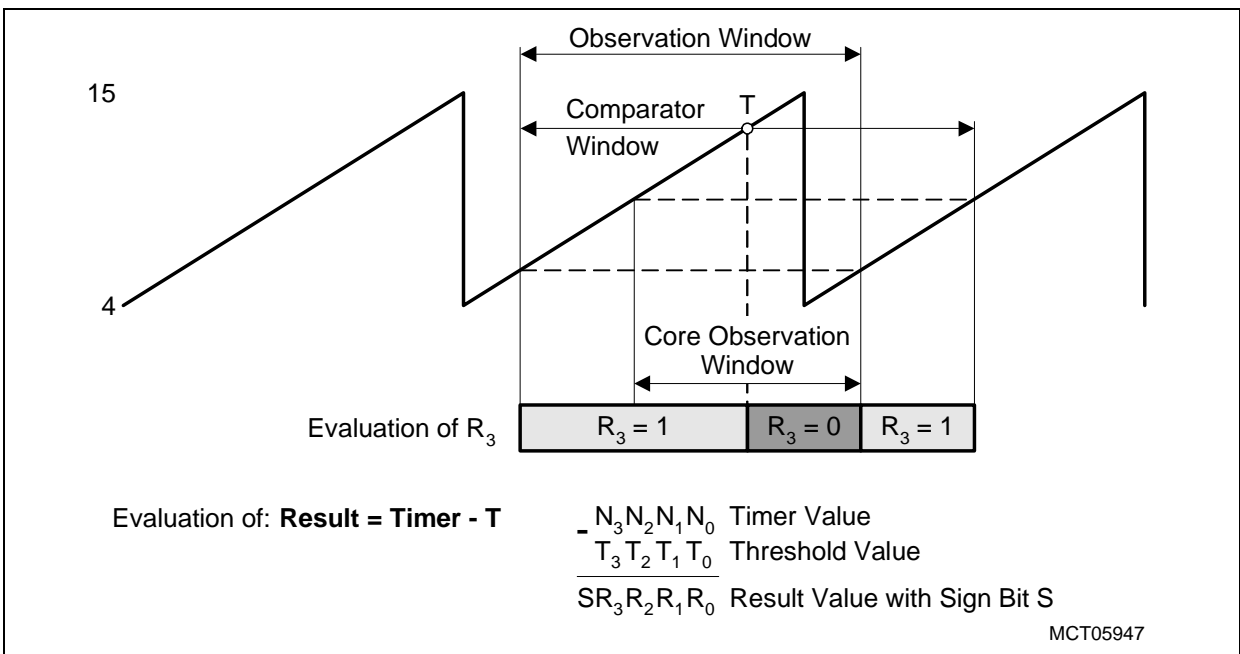 Observation Window
15
T
Comparator
Window
4
Core Observation
Window
Evaluation of R3
R3 = 1
R3 = 0
R3 = 1
Evaluation of: Result = Timer - T
- N3N2N1N0 Timer Value
T3T2T1T0 Threshold Value
SR3R2R1R0 Result Value with Sign Bit S
MCT05947